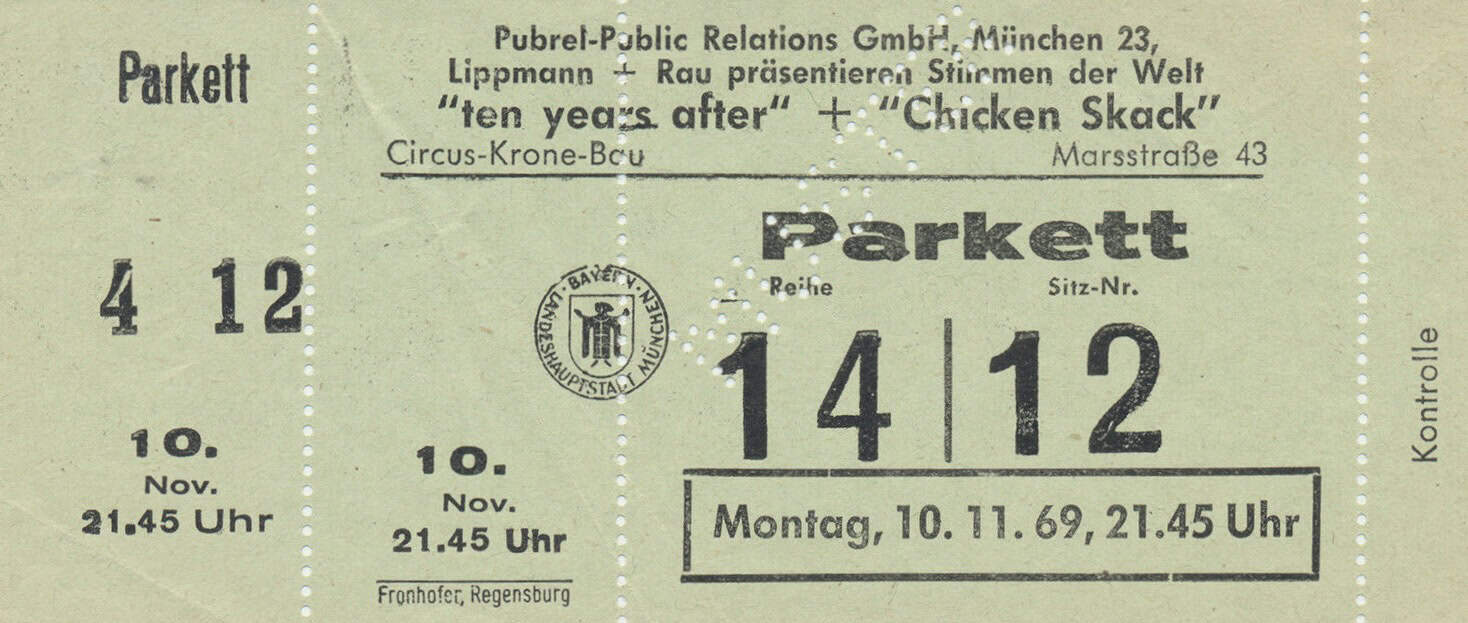 Parkett
4 12
10.
Nov.
21.45 Uhr
Pubrel-Public Relations GmbH, München 23,
Lippmann + Rau präsentieren Stimmen der Welt
"ten years after" + "Chicken Skack"
Circus-Krone-Bau Marsstraße 43
BAYERN · LANDESHAUPTSTADT MÜNCHEN ·
10.
Nov.
21.45 Uhr
Fronhofer, Regensburg
Parkett
Reihe Sitz-Nr.
14 | 12
Montag, 10. 11. 69, 21.45 Uhr
Kontrolle